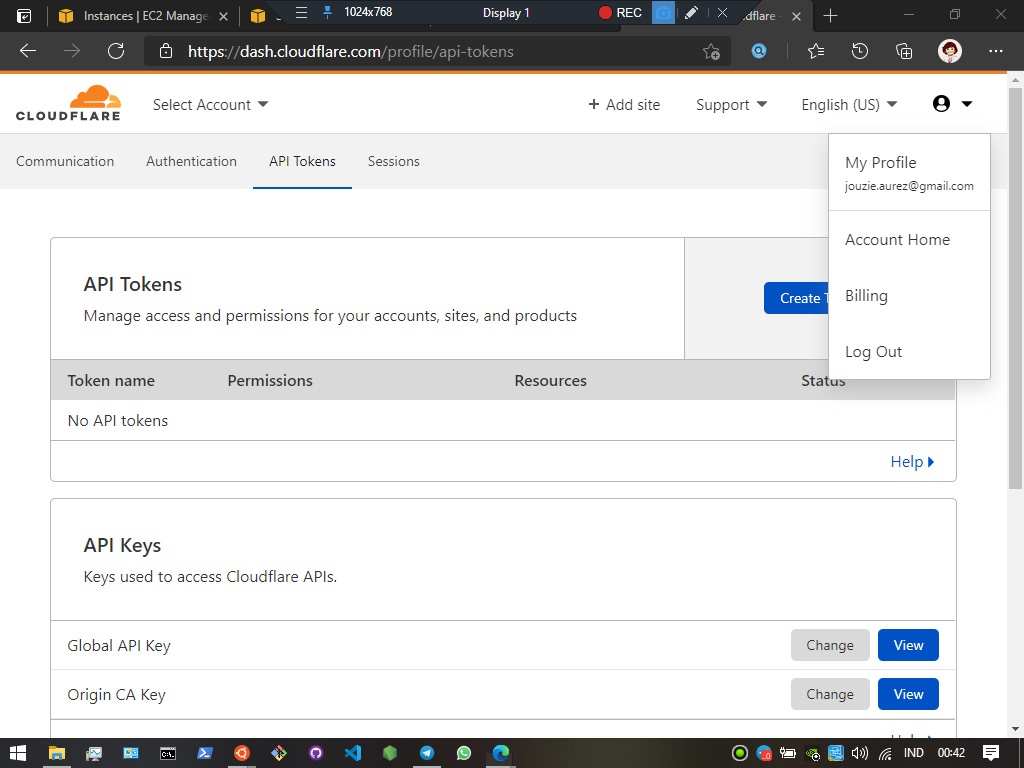 Instances | EC2 Manage
1024x768
Display 1
REC
dflare -
https://dash.cloudflare.com/profile/api-tokens
CLOUDFLARE
Select Account
+ Add site
Support
English (US)
Communication
Authentication
API Tokens
Sessions
My Profile
jouzie.aurez@gmail.com
Account Home
Billing
Log Out
API Tokens
Manage access and permissions for your accounts, sites, and products
Create T
Token name
Permissions
Resources
Status
No API tokens
Help
API Keys
Keys used to access Cloudflare APIs.
Global API Key
Change
View
Origin CA Key
Change
View
IND
00:42